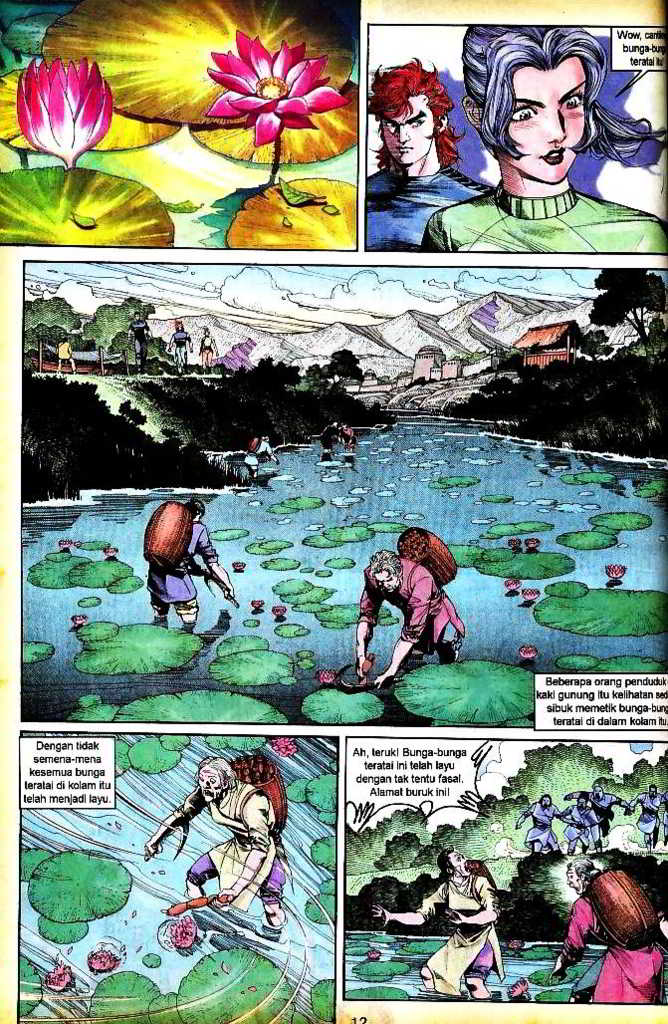 Wow, cantik
bunga-bunga
teratai itu
Beberapa orang penduduk
kaki gunung itu kelihatan sed
sibuk memetik bunga-bung
teratai di dalam kolam itu.
Dengan tidak
semena-mena
kesemua bunga
teratai di kolam itu
telah menjadi layu.
Ah, teruk! Bunga-bunga
teratai itu telah layu
dengan tak tentu fasal.
Alamat buruk ini!
12